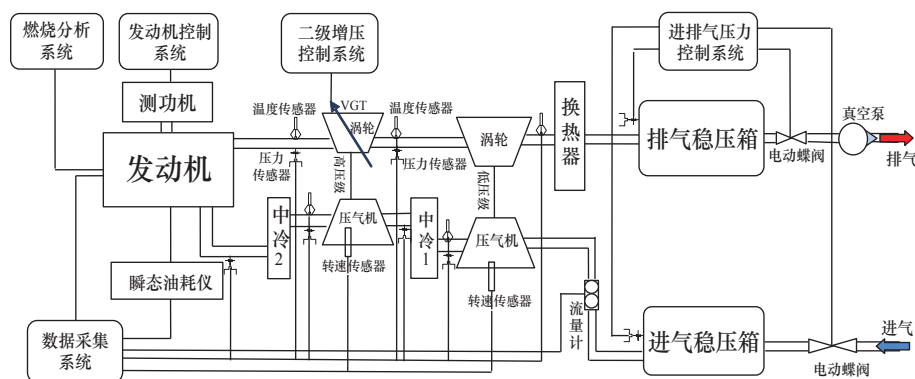 燃烧分析
系统
发动机控制
系统
二级增压
控制系统
进排气压力
控制系统
测功机
温度传感器
VGT
涡轮
温度传感器
涡轮
换
热
器
排气稳压箱
真空泵
电动蝶阀
排气
发动机
压力
传感器
高压级
压力传感器
低压级
中
冷
2
压气机
中
冷
1
压气机
转速传感器
转速传感器
瞬态油耗仪
流
量
计
数据采集
系统
进气稳压箱
进气
电动蝶阀